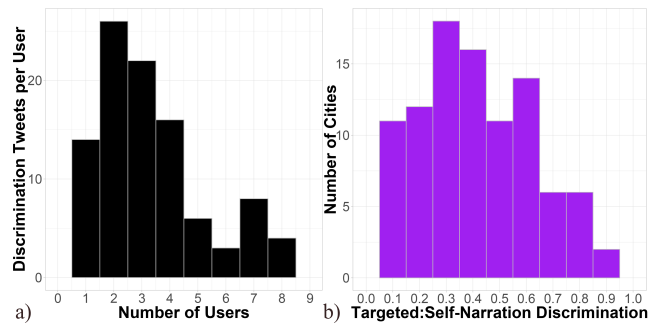 Discrimination Tweets per User
20
10
0
0 1 2 3 4 5 6 7 8 9
a) Number of Users
Number of Cities
15
10
5
0
0.0 0.1 0.2 0.3 0.4 0.5 0.6 0.7 0.8 0.9 1.0
b) Targeted:Self-Narration Discrimination